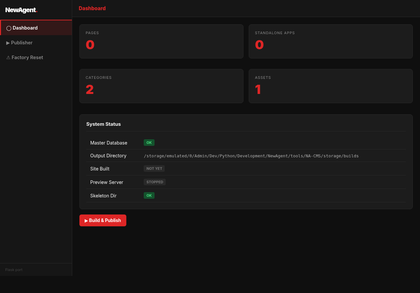 NewAgent.
Dashboard
Publisher
Factory Reset
Dashboard
PAGES
0
STANDALONE APPS
0
CATEGORIES
2
ASSETS
1
System Status
Master Database OK
Output Directory /storage/emulated/0/Admin/Dev/Python/Development/NewAgent/tools/NA-CMS/storage/builds
Site Built NOT YET
Preview Server STOPPED
Skeleton Dir OK
▶ Build & Publish